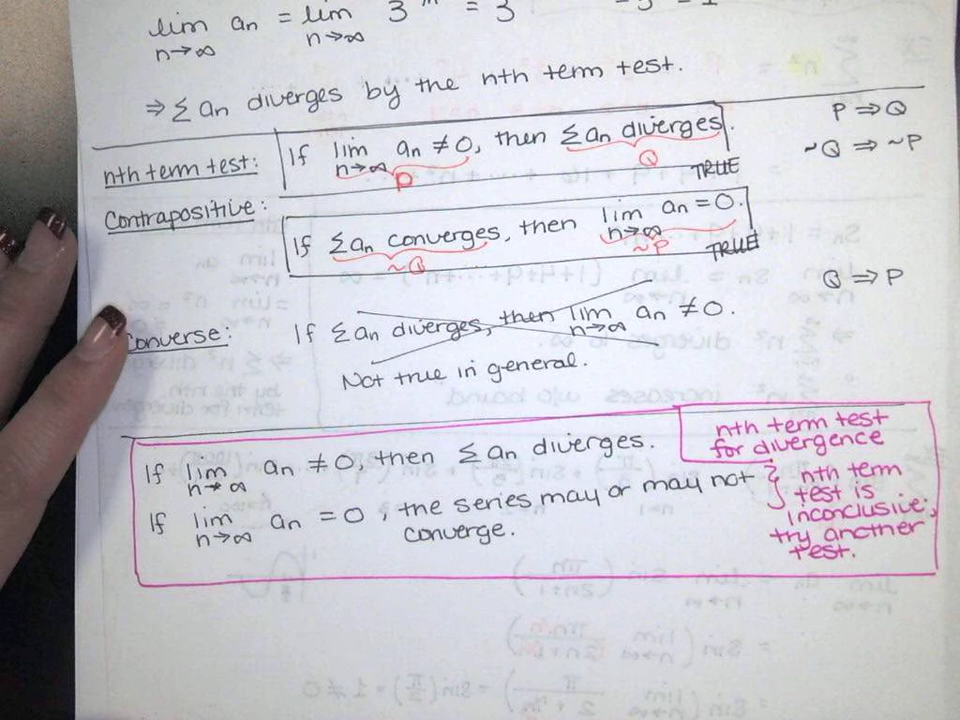 lim an = lim 3 = 3
n→∞ n→∞
⇒ Σ an diverges by the nth term test.
P ⇒ Q
nth term test: If lim an ≠ 0, then Σ an diverges.
n→∞
P Q
~Q ⇒ ~P
TRUE
Contrapositive:
If Σ an converges, then lim an = 0.
n→∞
~Q ~P
TRUE
Q ⇒ P
Converse: If Σ an diverges, then lim an ≠ 0.
n→∞
Not true in general.
nth term test
for divergence
If lim an ≠ 0, then Σ an diverges.
n→∞
If lim an = 0, the series may or may not
n→∞ converge.
} nth term
test is
inconclusive;
try another
test.